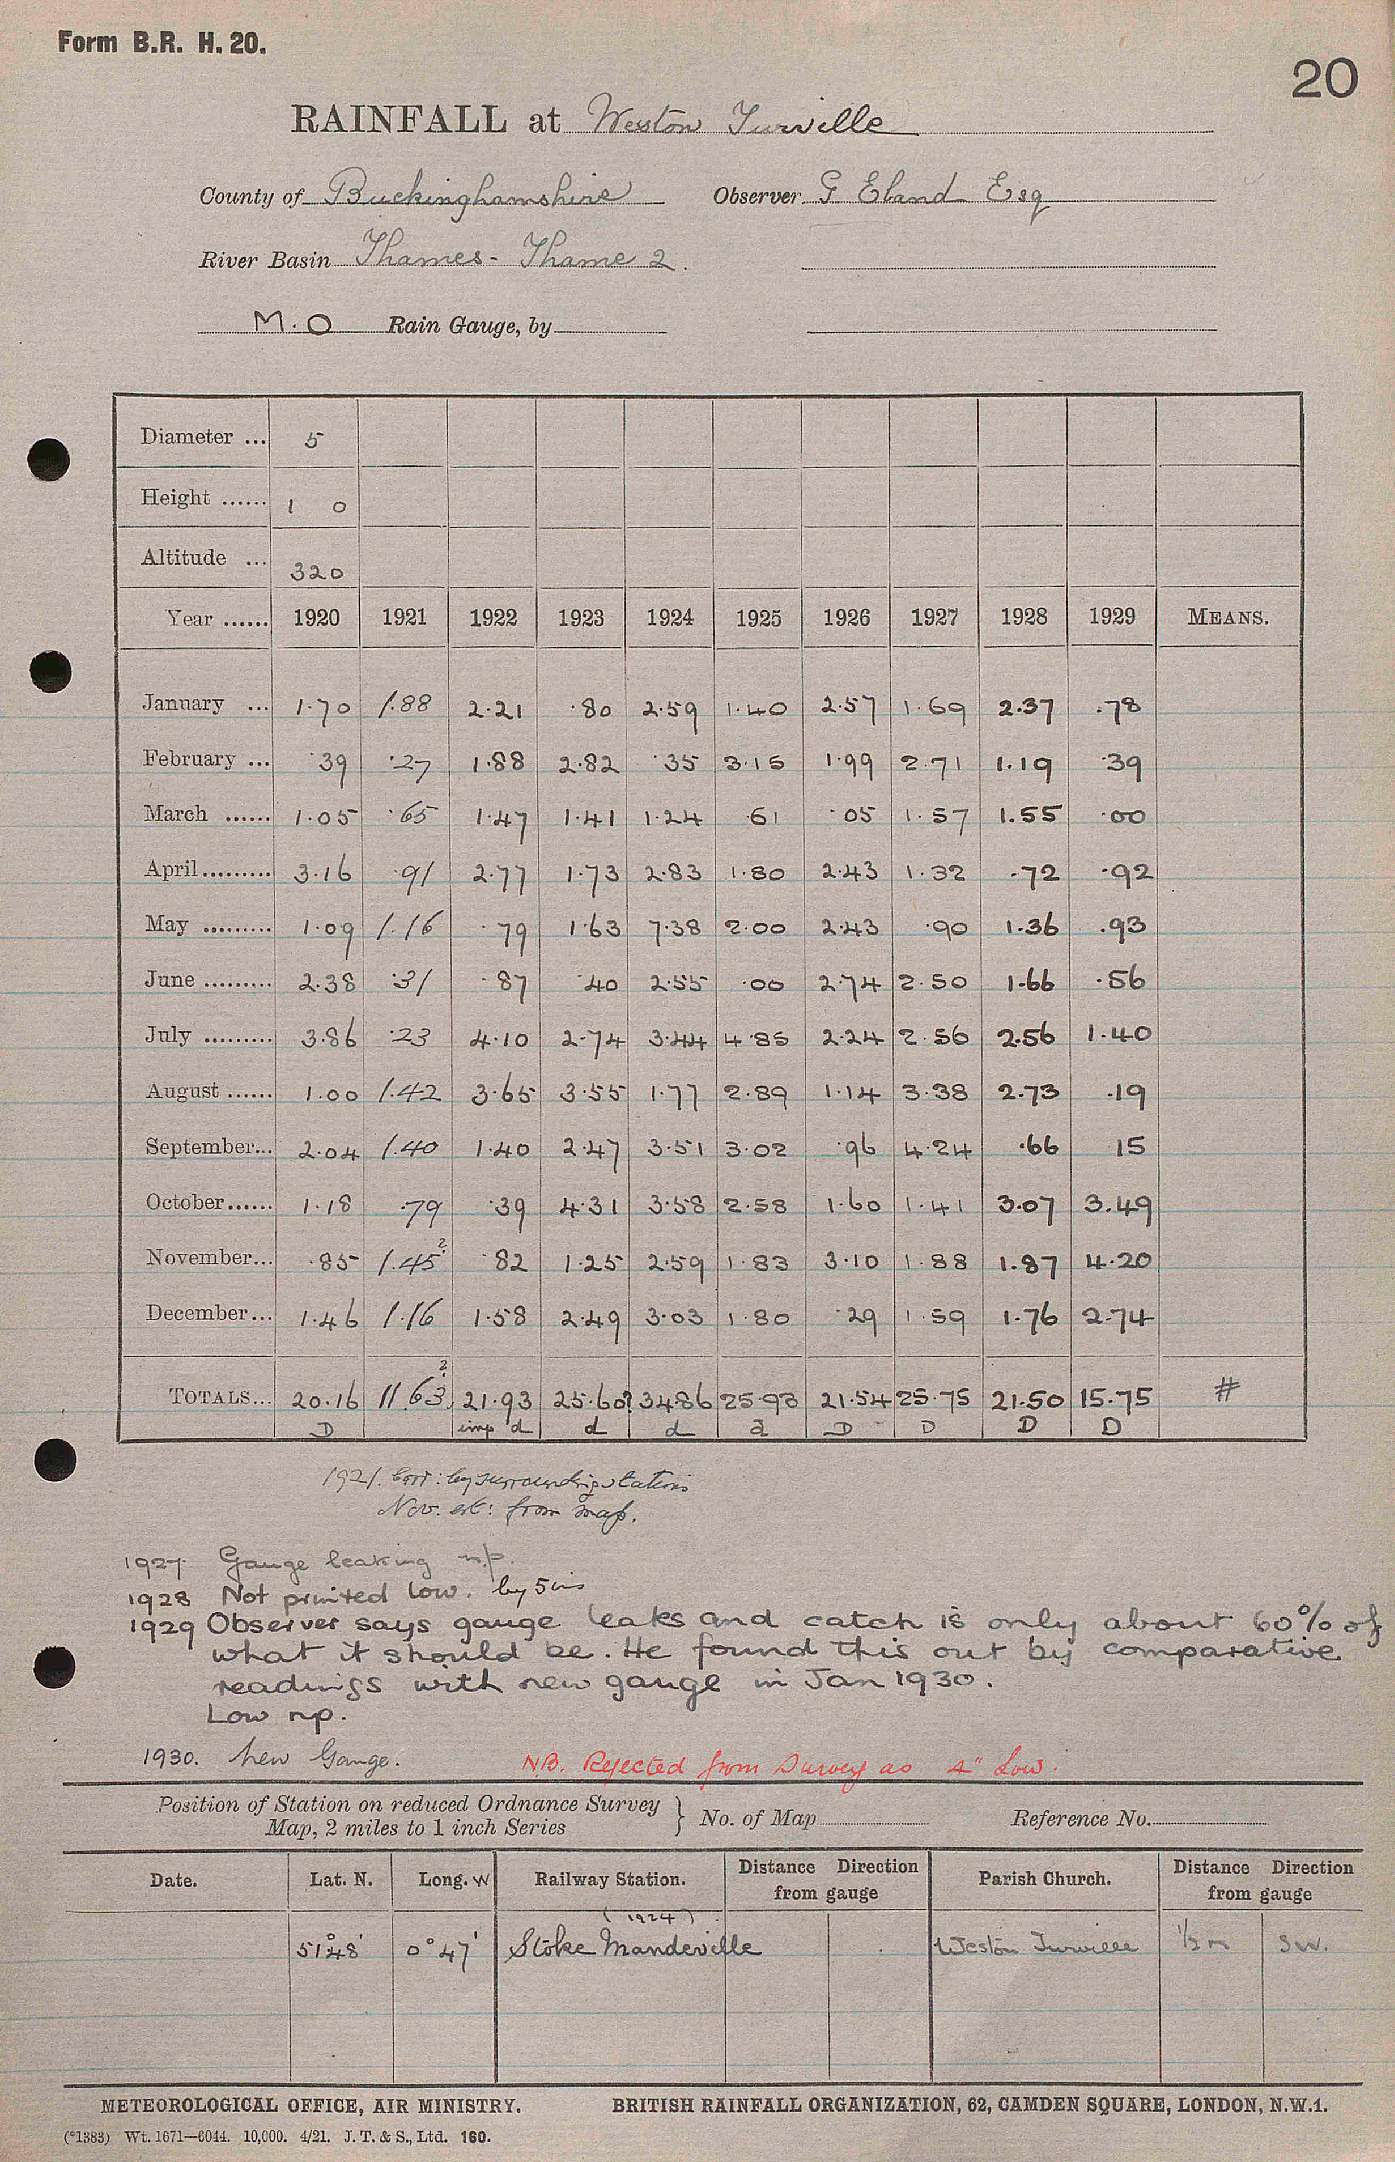 Form B.R. H. 20.
20
RAINFALL at Weston Turville
County of Buckinghamshire Observer G Eland Esq
River Basin Thames - Thame 2.
M.O Rain Gauge, by
Diameter ... 5
Height ...... 1 0
Altitude ... 320
Year ...... 1920 1921 1922 1923 1924 1925 1926 1927 1928 1929 MEANS.
January ... 1.70 1.88 2.21 .80 2.59 1.40 2.57 1.69 2.37 .78
February ... .39 .27 1.88 2.82 .35 3.15 1.99 2.71 1.19 .39
March ...... 1.05 .65 1.47 1.41 1.24 .61 .05 1.57 1.55 .00
April......... 3.16 .91 2.77 1.73 2.83 1.80 2.43 1.32 .72 .92
May ......... 1.09 1.16 .79 1.63 7.38 2.00 2.43 .90 1.36 .93
June ......... 2.38 .31 .87 .40 2.55 .00 2.74 2.50 1.66 .56
July ......... 3.86 .23 4.10 2.74 3.44 4.85 2.24 2.56 2.56 1.40
August ...... 1.00 1.42 3.65 3.55 1.77 2.89 1.14 3.38 2.73 .19
September... 2.04 1.40 1.40 2.47 3.51 3.02 .96 4.24 .66 15
October...... 1.18 .79 .39 4.31 3.58 2.58 1.60 1.41 3.07 3.49
November... .85 1.45? .82 1.25 2.59 1.83 3.10 1.88 1.87 4.20
December... 1.46 1.16 1.58 2.49 3.03 1.80 .29 1.59 1.76 2.74
TOTALS... 20.16 11.63? 21.93 25.60? 34.86 25.93 21.54 25.75 21.50 15.75 #
D imp d d d d D D D D
1921. Corr: by surrounding stations
Nov. est: from map.
1927 Gauge leaking n.p.
1928 Not printed low. by 5 ins
1929 Observer says gauge leaks and catch is only about 60% of
what it should be. He found this out by comparative
readings with new gauge in Jan 1930.
Low n.p.
1930. New Gauge. NB. Rejected from Survey as 4" Low.
Position of Station on reduced Ordnance Survey
Map, 2 miles to 1 inch Series } No. of Map Reference No.
Date. Lat. N. Long. W Railway Station. Distance Direction from gauge Parish Church. Distance Direction from gauge
(1924)
51°48' 0°47' Stoke Mandeville Weston Turville 1/2 m SW.
METEOROLOGICAL OFFICE, AIR MINISTRY. BRITISH RAINFALL ORGANIZATION, 62, CAMDEN SQUARE, LONDON, N.W.1.
(*1383) Wt. 1671—6044. 10,000. 4/21. J. T. & S., Ltd. 160.